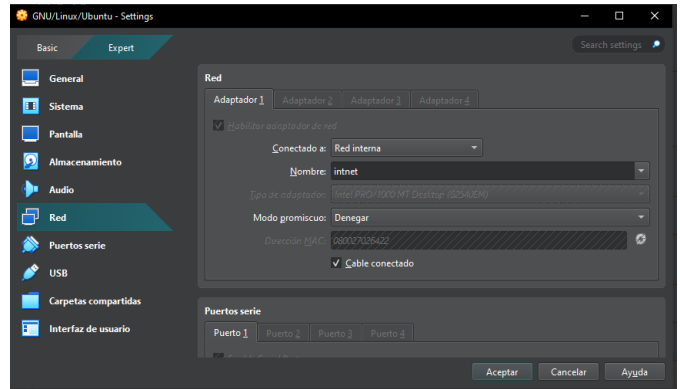 GNU/Linux/Ubuntu - Settings
Basic Expert Search settings
General
Sistema
Pantalla
Almacenamiento
Audio
Red
Puertos serie
USB
Carpetas compartidas
Interfaz de usuario
Red
Adaptador 1 Adaptador 2 Adaptador 3 Adaptador 4
Habilitar adaptador de red
Conectado a: Red interna
Nombre: intnet
Tipo de adaptador: Intel PRO/1000 MT Desktop (82540EM)
Modo promiscuo: Denegar
Dirección MAC: 080027026422
Cable conectado
Puertos serie
Puerto 1 Puerto 2 Puerto 3 Puerto 4
Aceptar Cancelar Ayuda